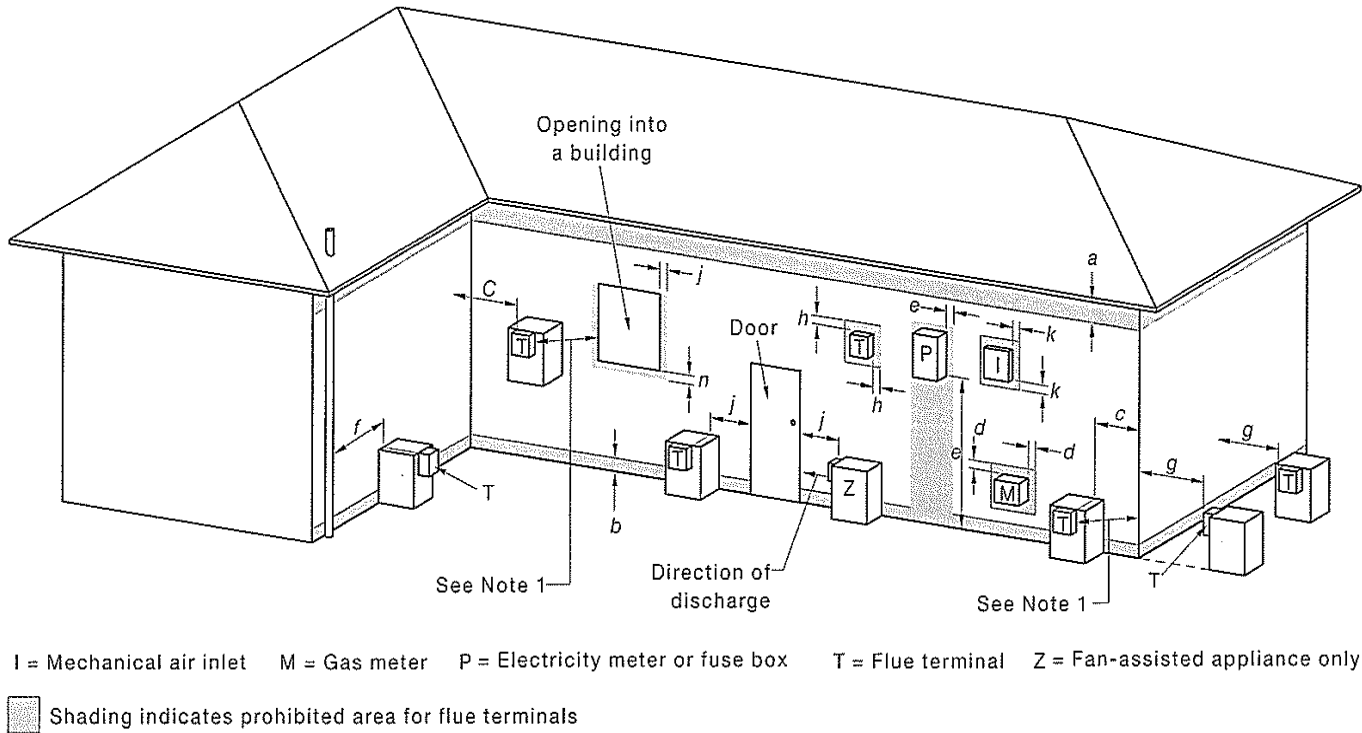 Opening into
a building
a
j
C
e
k
h
Door
T
T
P
I
n
h
k
j
j
c
f
d
g
e
d
g
T
Z
M
T
T
T
b
Direction of
discharge
T
See Note 1
See Note 1
I = Mechanical air inlet M = Gas meter P = Electricity meter or fuse box T = Flue terminal Z = Fan-assisted appliance only
Shading indicates prohibited area for flue terminals